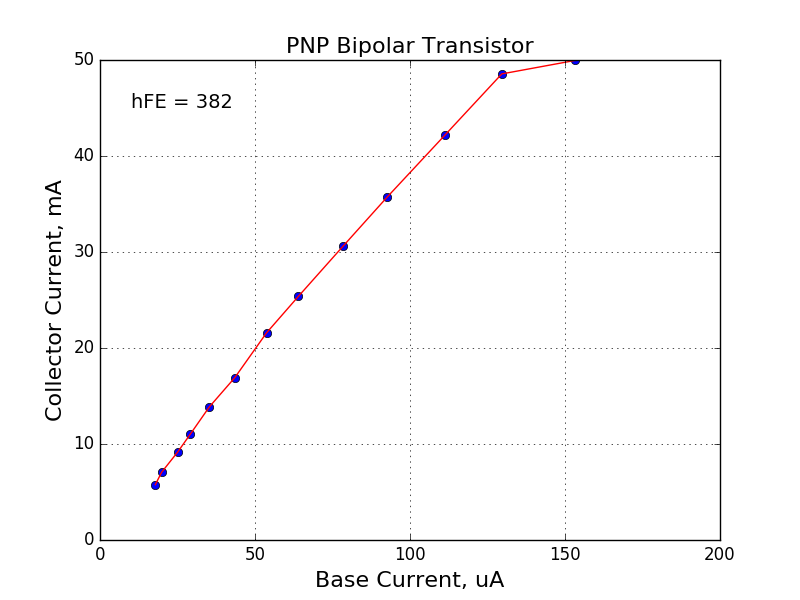 PNP Bipolar Transistor
hFE = 382
Collector Current, mA
50
40
30
20
10
0
0 50 100 150 200
Base Current, uA